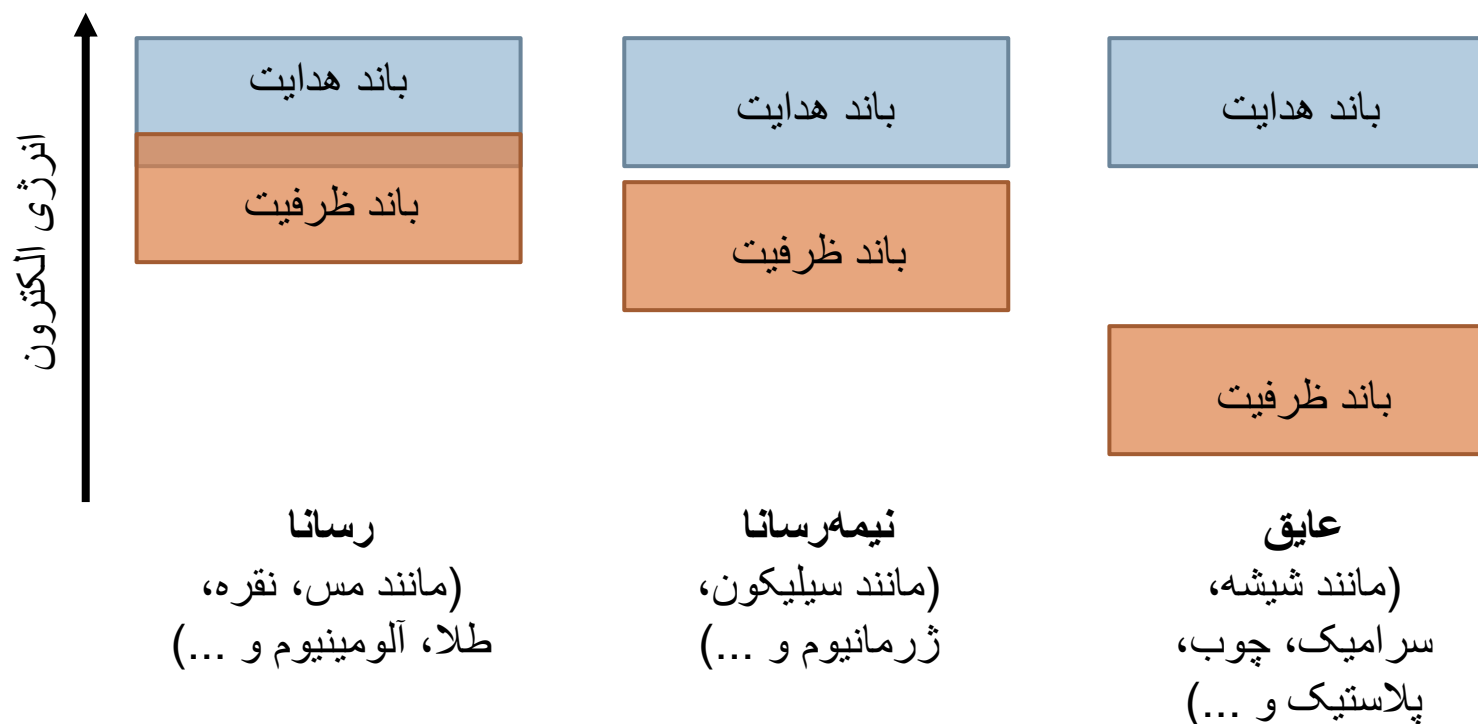 انرژی الکترون
باند هدایت
باند ظرفیت
رسانا
(مانند مس، نقره،
طلا، آلومینیوم و ...)
باند هدایت
باند ظرفیت
نیمه‌رسانا
(مانند سیلیکون،
ژرمانیوم و ...)
باند هدایت
باند ظرفیت
عایق
(مانند شیشه،
سرامیک، چوب،
پلاستیک و ...)